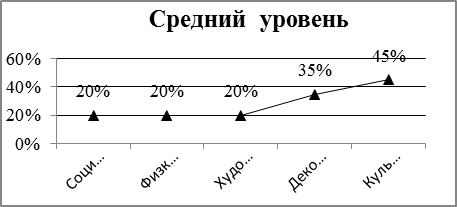 Средний уровень
60%
40%
20%
0%
20%
20%
20%
35%
45%
Соци...
Физк...
Худо...
Деко...
Куль...